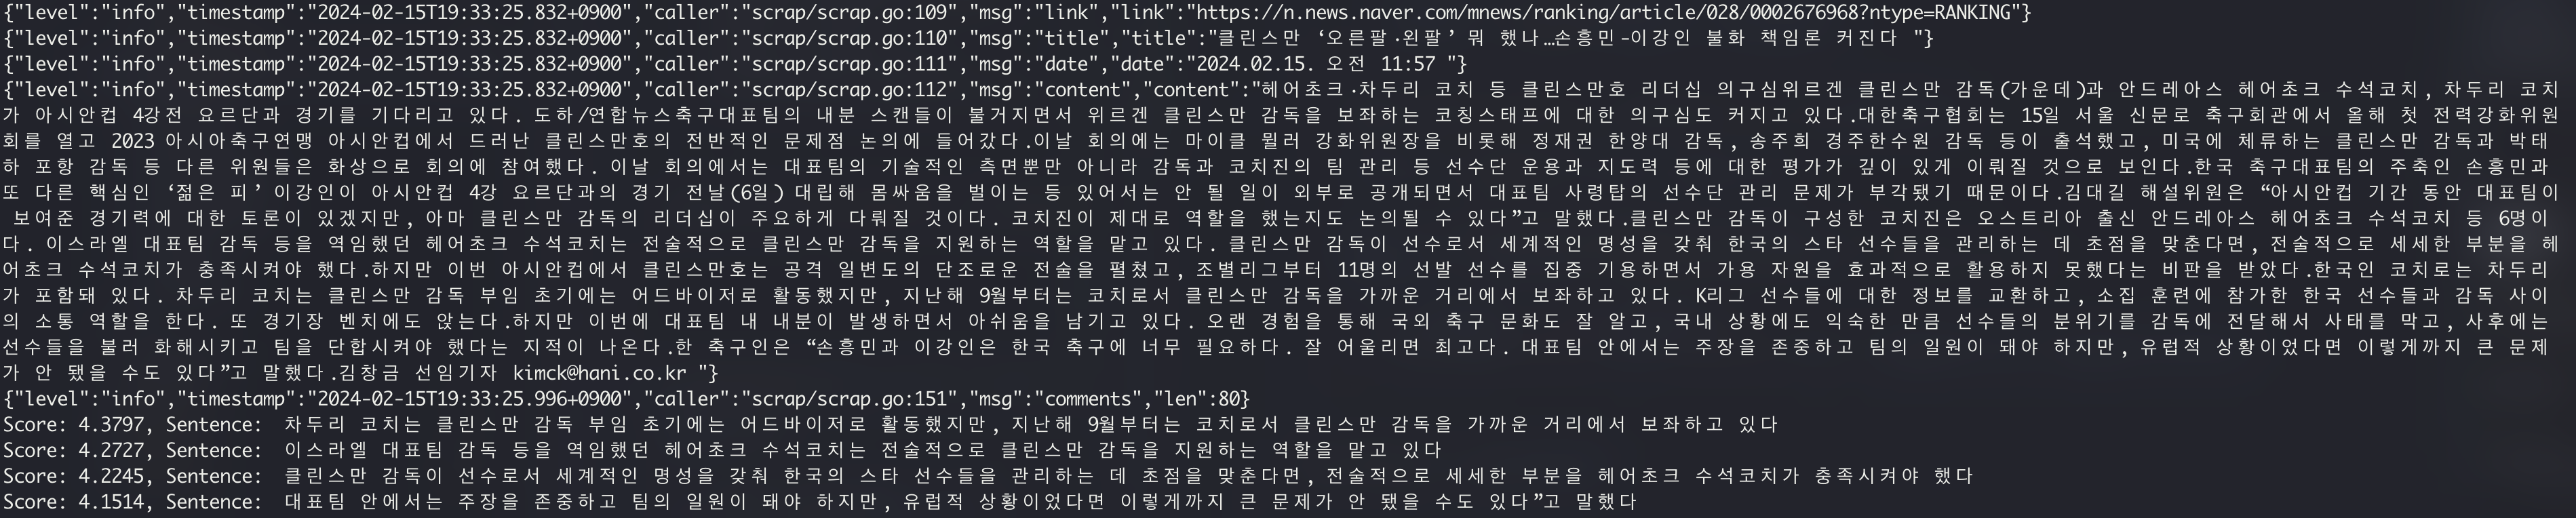 {"level":"info","timestamp":"2024-02-15T19:33:25.832+0900","caller":"scrap/scrap.go:109","msg":"link","link":"https://n.news.naver.com/mnews/ranking/article/028/0002676968?ntype=RANKING"}
{"level":"info","timestamp":"2024-02-15T19:33:25.832+0900","caller":"scrap/scrap.go:110","msg":"title","title":"클린스만 ‘오른팔·왼팔’ 뭐 했나…손흥민-이강인 불화 책임론 커진다 "}
{"level":"info","timestamp":"2024-02-15T19:33:25.832+0900","caller":"scrap/scrap.go:111","msg":"date","date":"2024.02.15. 오전 11:57 "}
{"level":"info","timestamp":"2024-02-15T19:33:25.832+0900","caller":"scrap/scrap.go:112","msg":"content","content":"헤어초크·차두리 코치 등 클린스만호 리더십 의구심위르겐 클린스만 감독(가운데)과 안드레아스 헤어초크 수석코치, 차두리 코치
가 아시안컵 4강전 요르단과 경기를 기다리고 있다. 도하/연합뉴스축구대표팀의 내분 스캔들이 불거지면서 위르겐 클린스만 감독을 보좌하는 코칭스태프에 대한 의구심도 커지고 있다.대한축구협회는 15일 서울 신문로 축구회관에서 올해 첫 전력강화위원
회를 열고 2023 아시아축구연맹 아시안컵에서 드러난 클린스만호의 전반적인 문제점 논의에 들어갔다.이날 회의에는 마이클 뮐러 강화위원장을 비롯해 정재권 한양대 감독, 송주희 경주한수원 감독 등이 출석했고, 미국에 체류하는 클린스만 감독과 박태
하 포항 감독 등 다른 위원들은 화상으로 회의에 참여했다. 이날 회의에서는 대표팀의 기술적인 측면뿐만 아니라 감독과 코치진의 팀 관리 등 선수단 운용과 지도력 등에 대한 평가가 깊이 있게 이뤄질 것으로 보인다.한국 축구대표팀의 주축인 손흥민과
또 다른 핵심인 ‘젊은 피’ 이강인이 아시안컵 4강 요르단과의 경기 전날(6일) 대립해 몸싸움을 벌이는 등 있어서는 안 될 일이 외부로 공개되면서 대표팀 사령탑의 선수단 관리 문제가 부각됐기 때문이다.김대길 해설위원은 “아시안컵 기간 동안 대표팀이
보여준 경기력에 대한 토론이 있겠지만, 아마 클린스만 감독의 리더십이 주요하게 다뤄질 것이다. 코치진이 제대로 역할을 했는지도 논의될 수 있다”고 말했다.클린스만 감독이 구성한 코치진은 오스트리아 출신 안드레아스 헤어초크 수석코치 등 6명이
다. 이스라엘 대표팀 감독 등을 역임했던 헤어초크 수석코치는 전술적으로 클린스만 감독을 지원하는 역할을 맡고 있다. 클린스만 감독이 선수로서 세계적인 명성을 갖춰 한국의 스타 선수들을 관리하는 데 초점을 맞춘다면, 전술적으로 세세한 부분을 헤
어초크 수석코치가 충족시켜야 했다.하지만 이번 아시안컵에서 클린스만호는 공격 일변도의 단조로운 전술을 펼쳤고, 조별리그부터 11명의 선발 선수를 집중 기용하면서 가용 자원을 효과적으로 활용하지 못했다는 비판을 받았다.한국인 코치로는 차두리
가 포함돼 있다. 차두리 코치는 클린스만 감독 부임 초기에는 어드바이저로 활동했지만, 지난해 9월부터는 코치로서 클린스만 감독을 가까운 거리에서 보좌하고 있다. K리그 선수들에 대한 정보를 교환하고, 소집 훈련에 참가한 한국 선수들과 감독 사이
의 소통 역할을 한다. 또 경기장 벤치에도 앉는다.하지만 이번에 대표팀 내 내분이 발생하면서 아쉬움을 남기고 있다. 오랜 경험을 통해 국외 축구 문화도 잘 알고, 국내 상황에도 익숙한 만큼 선수들의 분위기를 감독에 전달해서 사태를 막고, 사후에는
선수들을 불러 화해시키고 팀을 단합시켜야 했다는 지적이 나온다.한 축구인은 “손흥민과 이강인은 한국 축구에 너무 필요하다. 잘 어울리면 최고다. 대표팀 안에서는 주장을 존중하고 팀의 일원이 돼야 하지만, 유럽적 상황이었다면 이렇게까지 큰 문제
가 안 됐을 수도 있다”고 말했다.김창금 선임기자 kimck@hani.co.kr "}
{"level":"info","timestamp":"2024-02-15T19:33:25.996+0900","caller":"scrap/scrap.go:151","msg":"comments","len":80}
Score: 4.3797, Sentence:  차두리 코치는 클린스만 감독 부임 초기에는 어드바이저로 활동했지만, 지난해 9월부터는 코치로서 클린스만 감독을 가까운 거리에서 보좌하고 있다
Score: 4.2727, Sentence:  이스라엘 대표팀 감독 등을 역임했던 헤어초크 수석코치는 전술적으로 클린스만 감독을 지원하는 역할을 맡고 있다
Score: 4.2245, Sentence:  클린스만 감독이 선수로서 세계적인 명성을 갖춰 한국의 스타 선수들을 관리하는 데 초점을 맞춘다면, 전술적으로 세세한 부분을 헤어초크 수석코치가 충족시켜야 했다
Score: 4.1514, Sentence:  대표팀 안에서는 주장을 존중하고 팀의 일원이 돼야 하지만, 유럽적 상황이었다면 이렇게까지 큰 문제가 안 됐을 수도 있다”고 말했다